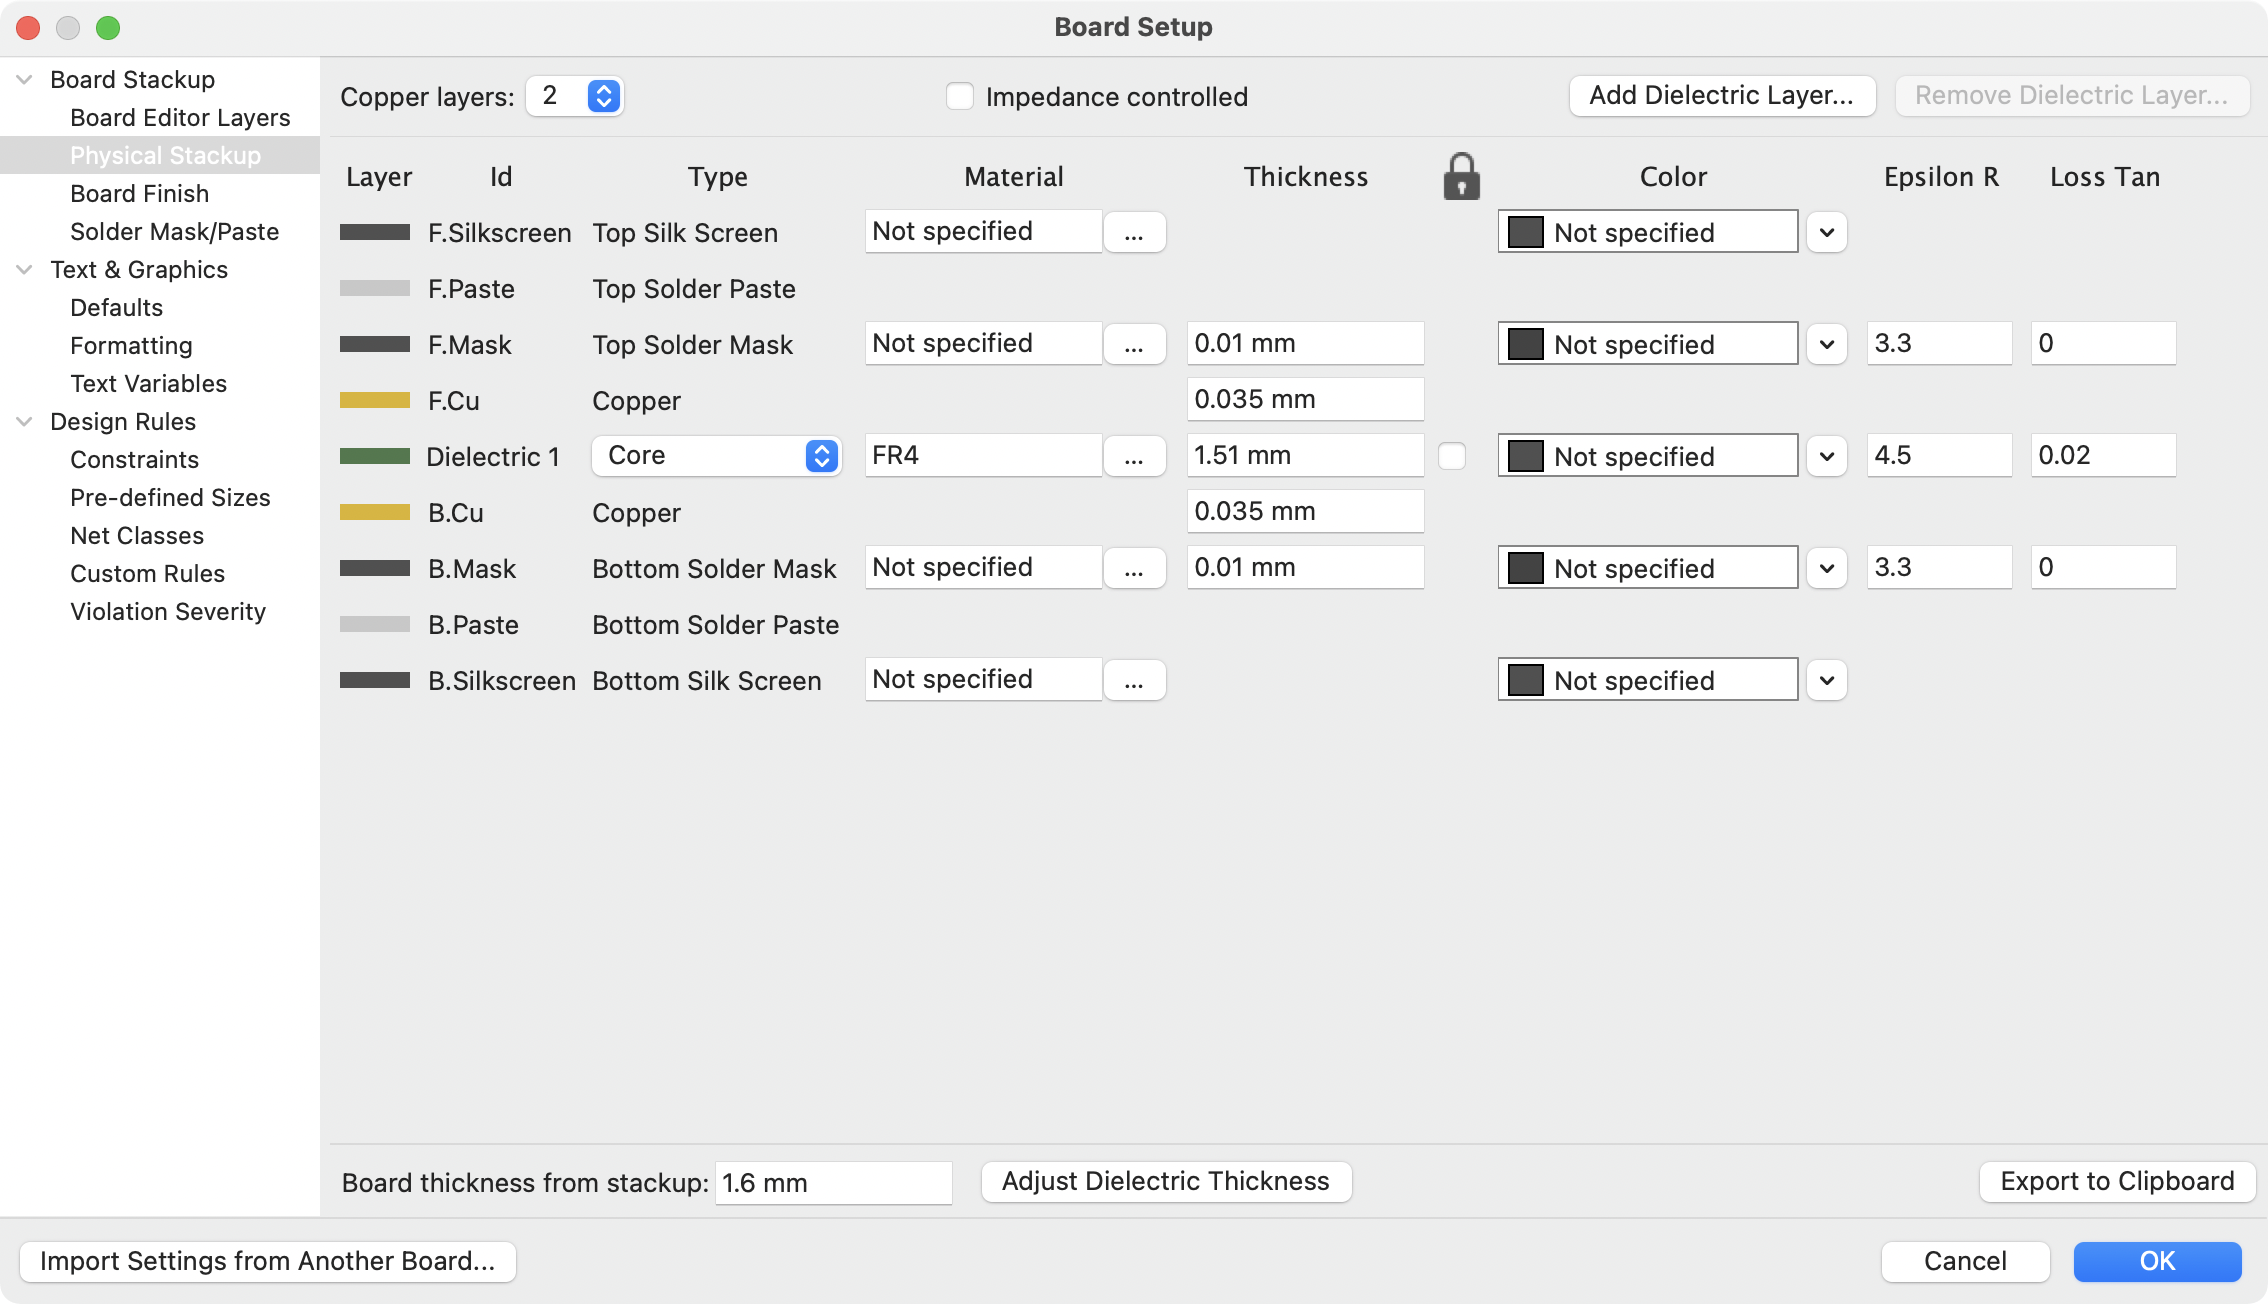 Board Setup
Board Stackup
Board Editor Layers
Physical Stackup
Board Finish
Solder Mask/Paste
Text & Graphics
Defaults
Formatting
Text Variables
Design Rules
Constraints
Pre-defined Sizes
Net Classes
Custom Rules
Violation Severity
Copper layers: 2 Impedance controlled Add Dielectric Layer... Remove Dielectric Layer...
Layer Id Type Material Thickness Color Epsilon R Loss Tan
F.Silkscreen Top Silk Screen Not specified ... Not specified
F.Paste Top Solder Paste
F.Mask Top Solder Mask Not specified ... 0.01 mm Not specified 3.3 0
F.Cu Copper 0.035 mm
Dielectric 1 Core FR4 ... 1.51 mm Not specified 4.5 0.02
B.Cu Copper 0.035 mm
B.Mask Bottom Solder Mask Not specified ... 0.01 mm Not specified 3.3 0
B.Paste Bottom Solder Paste
B.Silkscreen Bottom Silk Screen Not specified ... Not specified
Board thickness from stackup: 1.6 mm Adjust Dielectric Thickness Export to Clipboard
Import Settings from Another Board... Cancel OK